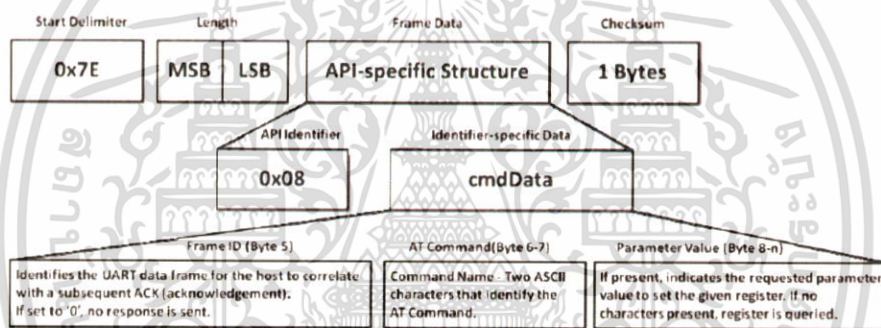 Start Delimiter
Length
Frame Data
Checksum
0x7E
MSB
LSB
API-specific Structure
1 Bytes
API Identifier
Identifier-specific Data
0x08
cmdData
Frame ID (Byte 5)
AT Command(Byte 6-7)
Parameter Value (Byte 8-n)
Identifies the UART data frame for the host to correlate
with a subsequent ACK (acknowledgement).
If set to '0', no response is sent.
Command Name - Two ASCII
characters that identify the
AT Command.
If present, indicates the requested parameter
value to set the given register. If no
characters present, register is queried.